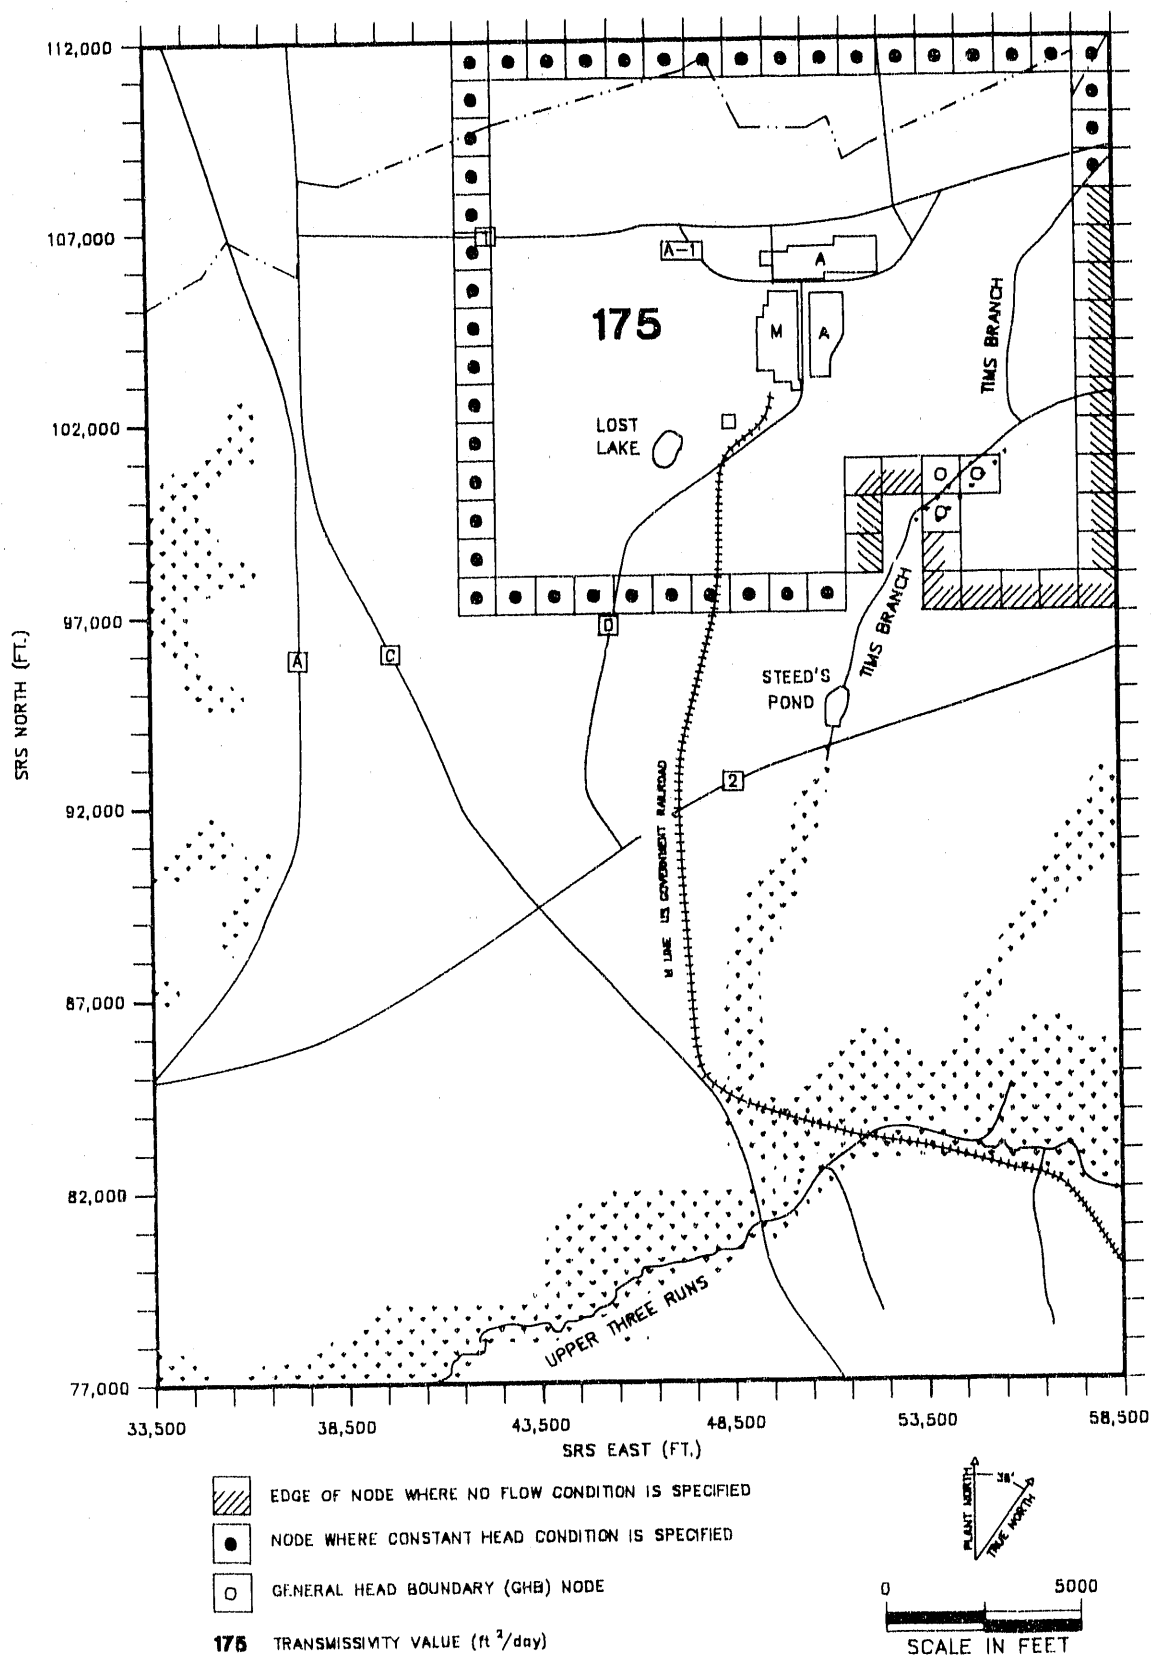 112,000
107,000
102,000
97,000
92,000
87,000
82,000
77,000
SRS NORTH (FT.)
33,500
38,500
43,500
48,500
53,500
58,500
SRS EAST (FT.)
1
A-1
A
M
A
175
LOST
LAKE
TIMS BRANCH
TIMS BRANCH
D
A
C
STEED'S
POND
2
LINE U.S. GOVERNMENT RAILROAD
UPPER THREE RUNS
EDGE OF NODE WHERE NO FLOW CONDITION IS SPECIFIED
NODE WHERE CONSTANT HEAD CONDITION IS SPECIFIED
GENERAL HEAD BOUNDARY (GHB) NODE
175 TRANSMISSIVITY VALUE (ft²/day)
PLANT NORTH
TRUE NORTH
0 5000
SCALE IN FEET